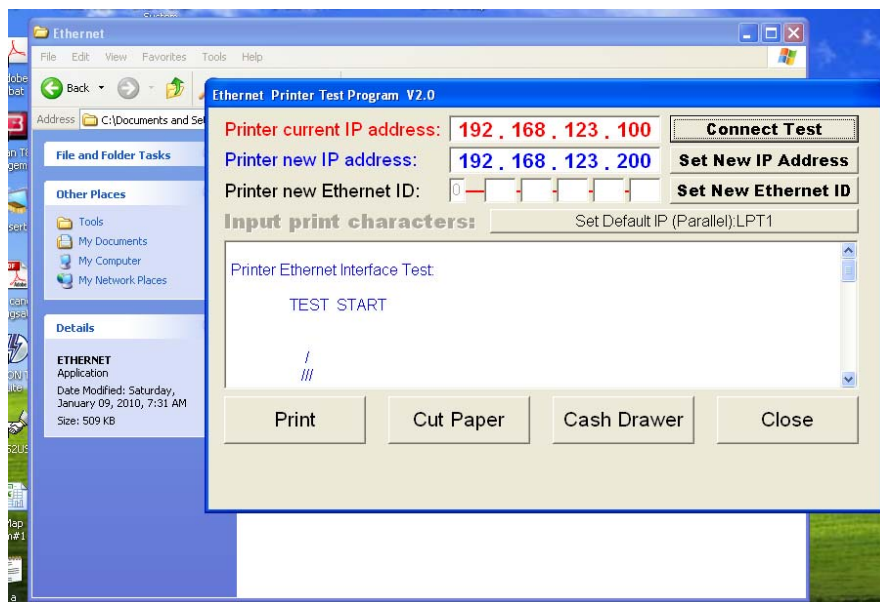 System
Ethernet
File Edit View Favorites Tools Help
Back
Address C:\Documents and Set
File and Folder Tasks
Other Places
Tools
My Documents
My Computer
My Network Places
Details
ETHERNET
Application
Date Modified: Saturday,
January 09, 2010, 7:31 AM
Size: 509 KB
Ethernet Printer Test Program V2.0
Printer current IP address: 192 . 168 . 123 . 100 Connect Test
Printer new IP address: 192 . 168 . 123 . 200 Set New IP Address
Printer new Ethernet ID: 0 - - - - - Set New Ethernet ID
Input print characters: Set Default IP (Parallel):LPT1
Printer Ethernet Interface Test:
TEST START
/
///
Print Cut Paper Cash Drawer Close